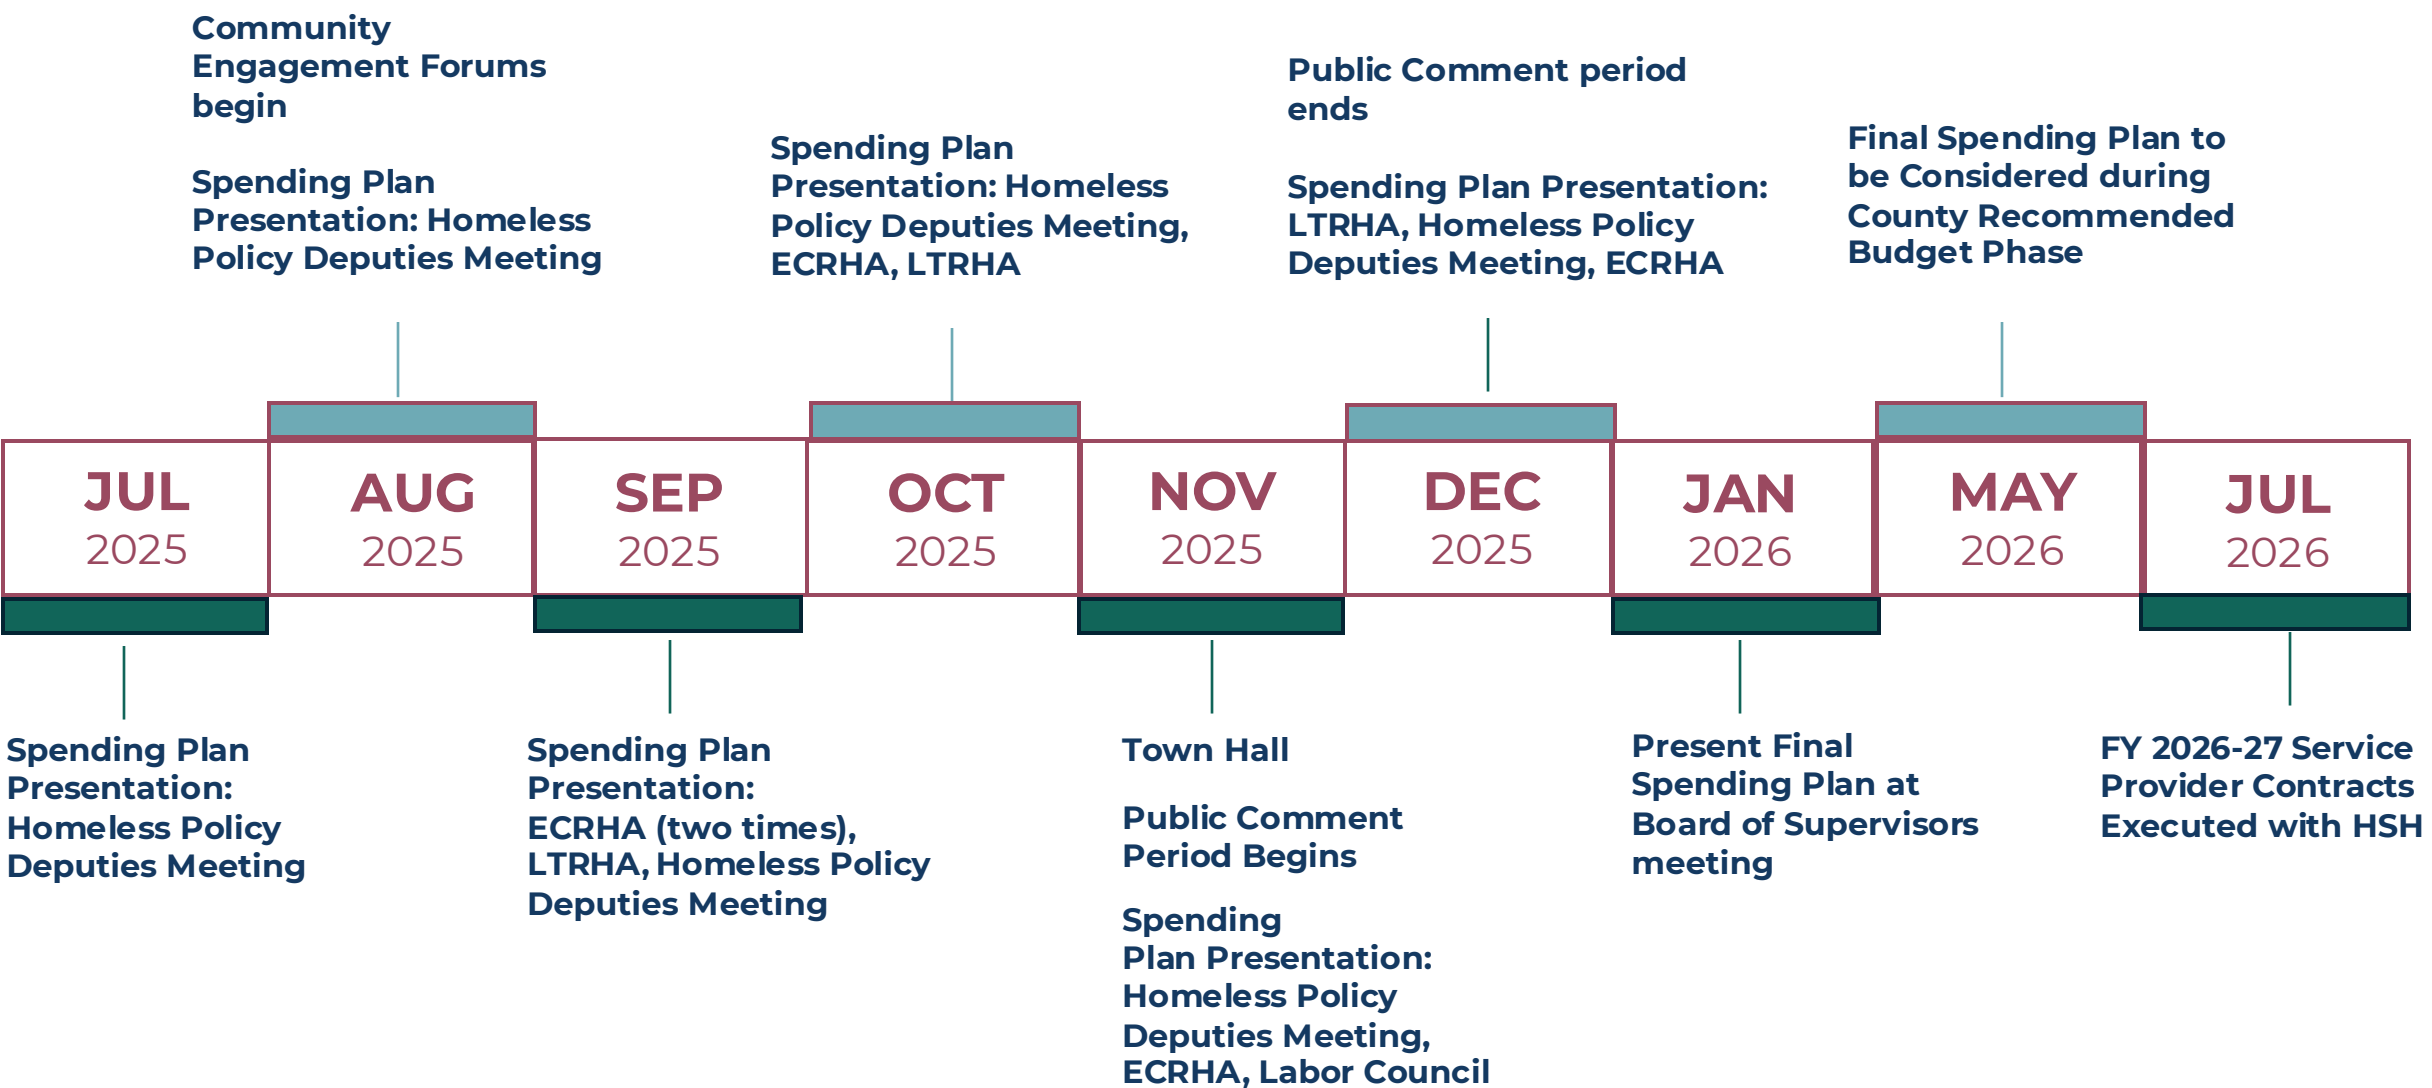 Community
Engagement Forums
begin
Spending Plan
Presentation: Homeless
Policy Deputies Meeting
Spending Plan
Presentation: Homeless
Policy Deputies Meeting,
ECRHA, LTRHA
Public Comment period
ends
Spending Plan Presentation:
LTRHA, Homeless Policy
Deputies Meeting, ECRHA
Final Spending Plan to
be Considered during
County Recommended
Budget Phase
JUL
2025
AUG
2025
SEP
2025
OCT
2025
NOV
2025
DEC
2025
JAN
2026
MAY
2026
JUL
2026
Spending Plan
Presentation:
Homeless Policy
Deputies Meeting
Spending Plan
Presentation:
ECRHA (two times),
LTRHA, Homeless Policy
Deputies Meeting
Town Hall
Public Comment
Period Begins
Spending
Plan Presentation:
Homeless Policy
Deputies Meeting,
ECRHA, Labor Council
Present Final
Spending Plan at
Board of Supervisors
meeting
FY 2026-27 Service
Provider Contracts
Executed with HSH